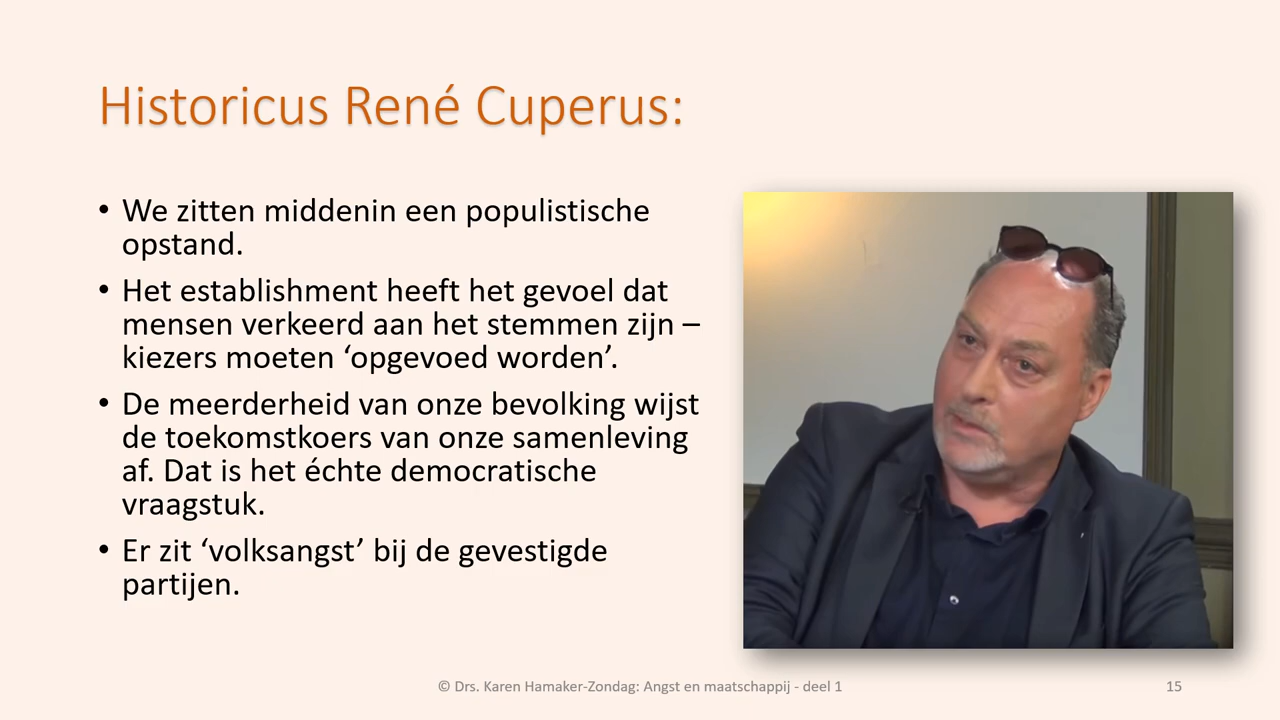 Historicus René Cuperus:
• We zitten middenin een populistische
opstand.
• Het establishment heeft het gevoel dat
mensen verkeerd aan het stemmen zijn –
kiezers moeten ‘opgevoed worden’.
• De meerderheid van onze bevolking wijst
de toekomstkoers van onze samenleving
af. Dat is het échte democratische
vraagstuk.
• Er zit ‘volksangst’ bij de gevestigde
partijen.
© Drs. Karen Hamaker-Zondag: Angst en maatschappij - deel 1
15